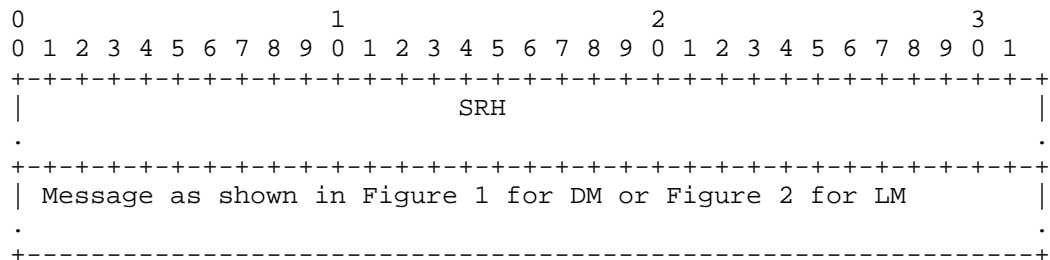 0                   1                   2                   3
0 1 2 3 4 5 6 7 8 9 0 1 2 3 4 5 6 7 8 9 0 1 2 3 4 5 6 7 8 9 0 1
+-+-+-+-+-+-+-+-+-+-+-+-+-+-+-+-+-+-+-+-+-+-+-+-+-+-+-+-+-+-+-+-+
|                           SRH                                 |
.                                                               .
+-+-+-+-+-+-+-+-+-+-+-+-+-+-+-+-+-+-+-+-+-+-+-+-+-+-+-+-+-+-+-+-+
| Message as shown in Figure 1 for DM or Figure 2 for LM        |
.                                                               .
+---------------------------------------------------------------+